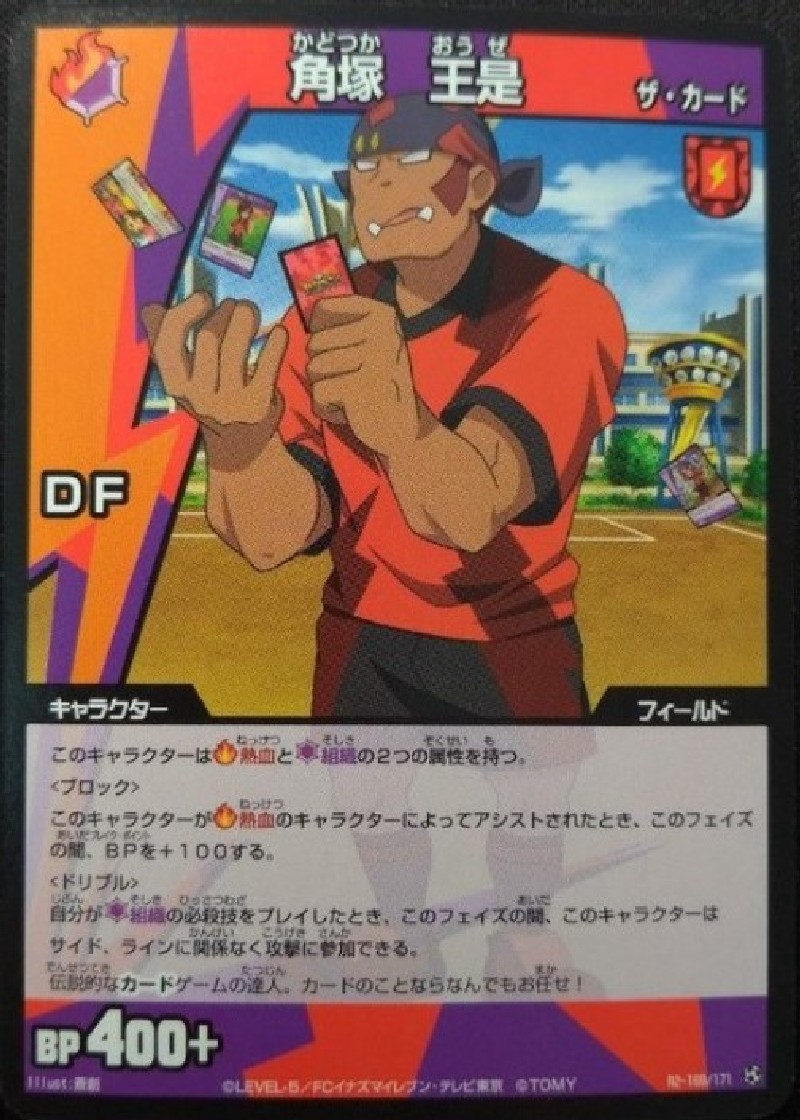 かどつか おうぜ
角塚 王是
ザ・カード
DF
キャラクター
フィールド
このキャラクターは熱血と組織の2つの属性を持つ。
<ブロック>
このキャラクターが熱血のキャラクターによってアシストされたとき、このフェイズ
の間、BPを+100する。
<ドリブル>
自分が組織の必殺技をプレイしたとき、このフェイズの間、このキャラクターは
サイド、ラインに関係なく攻撃に参加できる。
伝説的なカードゲームの達人。カードのことならなんでもお任せ!
BP 400+
©LEVEL-5/FCイナズマイレブン・テレビ東京 ©TOMY